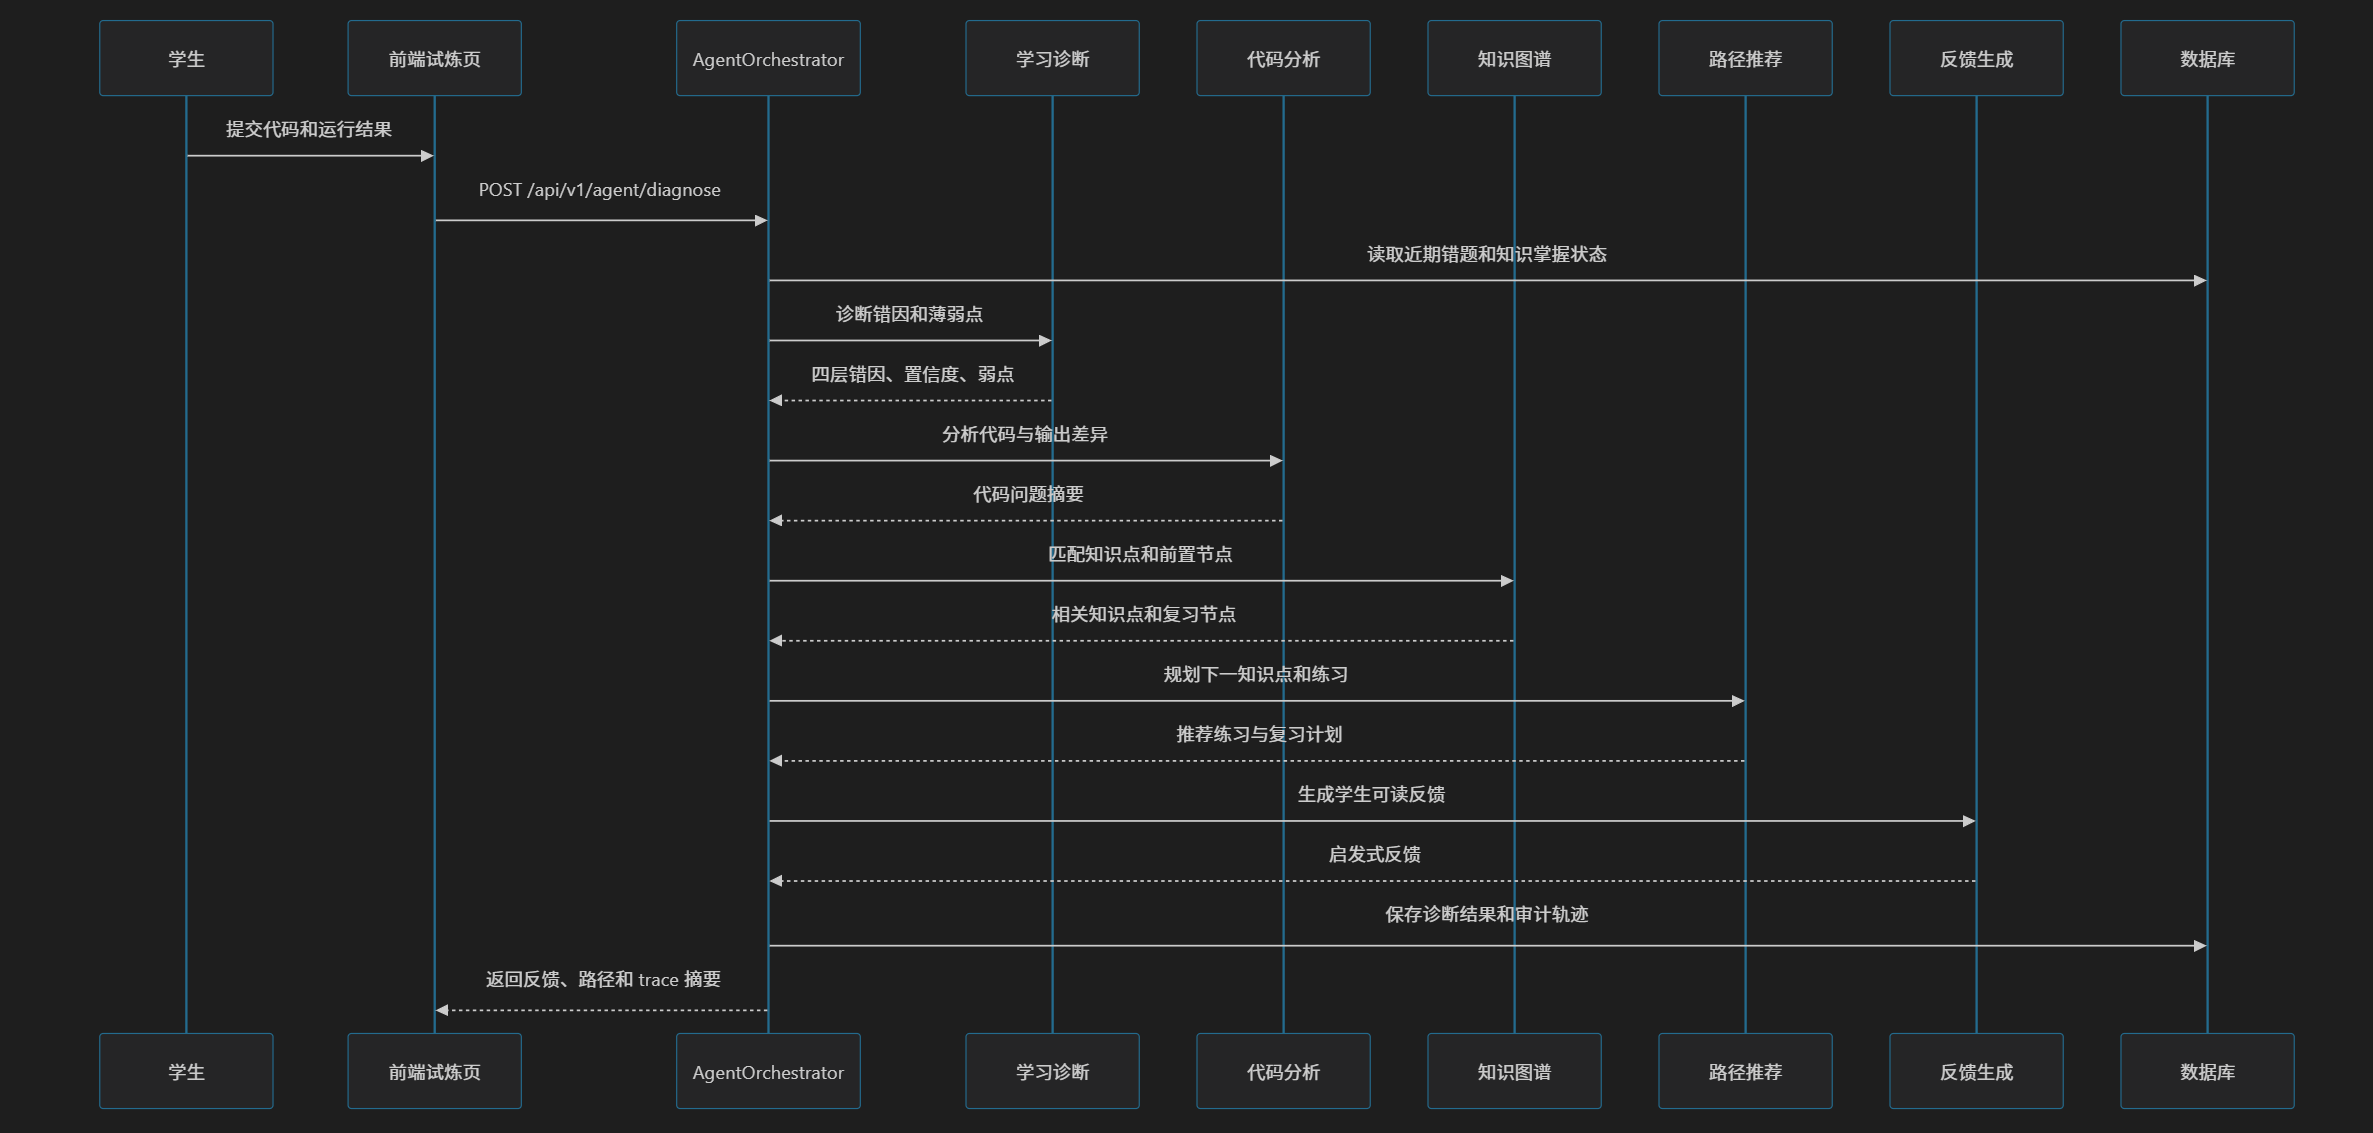 学生
前端试炼页
AgentOrchestrator
学习诊断
代码分析
知识图谱
路径推荐
反馈生成
数据库
提交代码和运行结果
POST /api/v1/agent/diagnose
读取近期错题和知识掌握状态
诊断错因和薄弱点
四层错因、置信度、弱点
分析代码与输出差异
代码问题摘要
匹配知识点和前置节点
相关知识点和复习节点
规划下一知识点和练习
推荐练习与复习计划
生成学生可读反馈
启发式反馈
保存诊断结果和审计轨迹
返回反馈、路径和 trace 摘要
学生
前端试炼页
AgentOrchestrator
学习诊断
代码分析
知识图谱
路径推荐
反馈生成
数据库